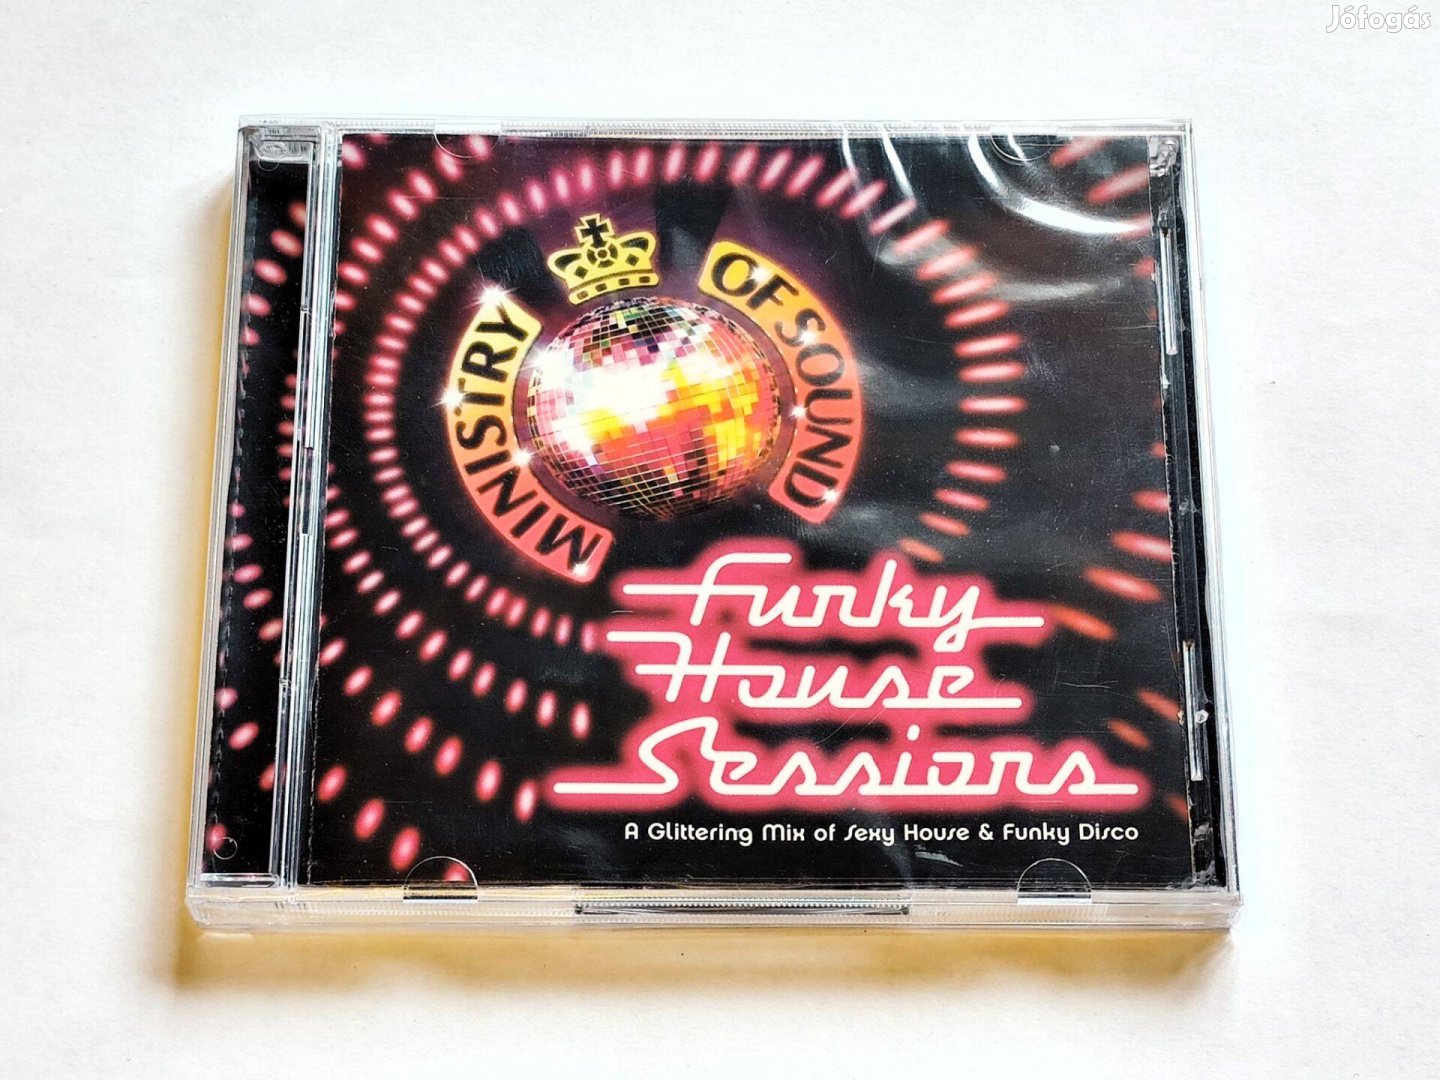 Jófogás
MINISTRY
OF SOUND
Funky
House
Sessions
A Glittering Mix of Sexy House & Funky Disco